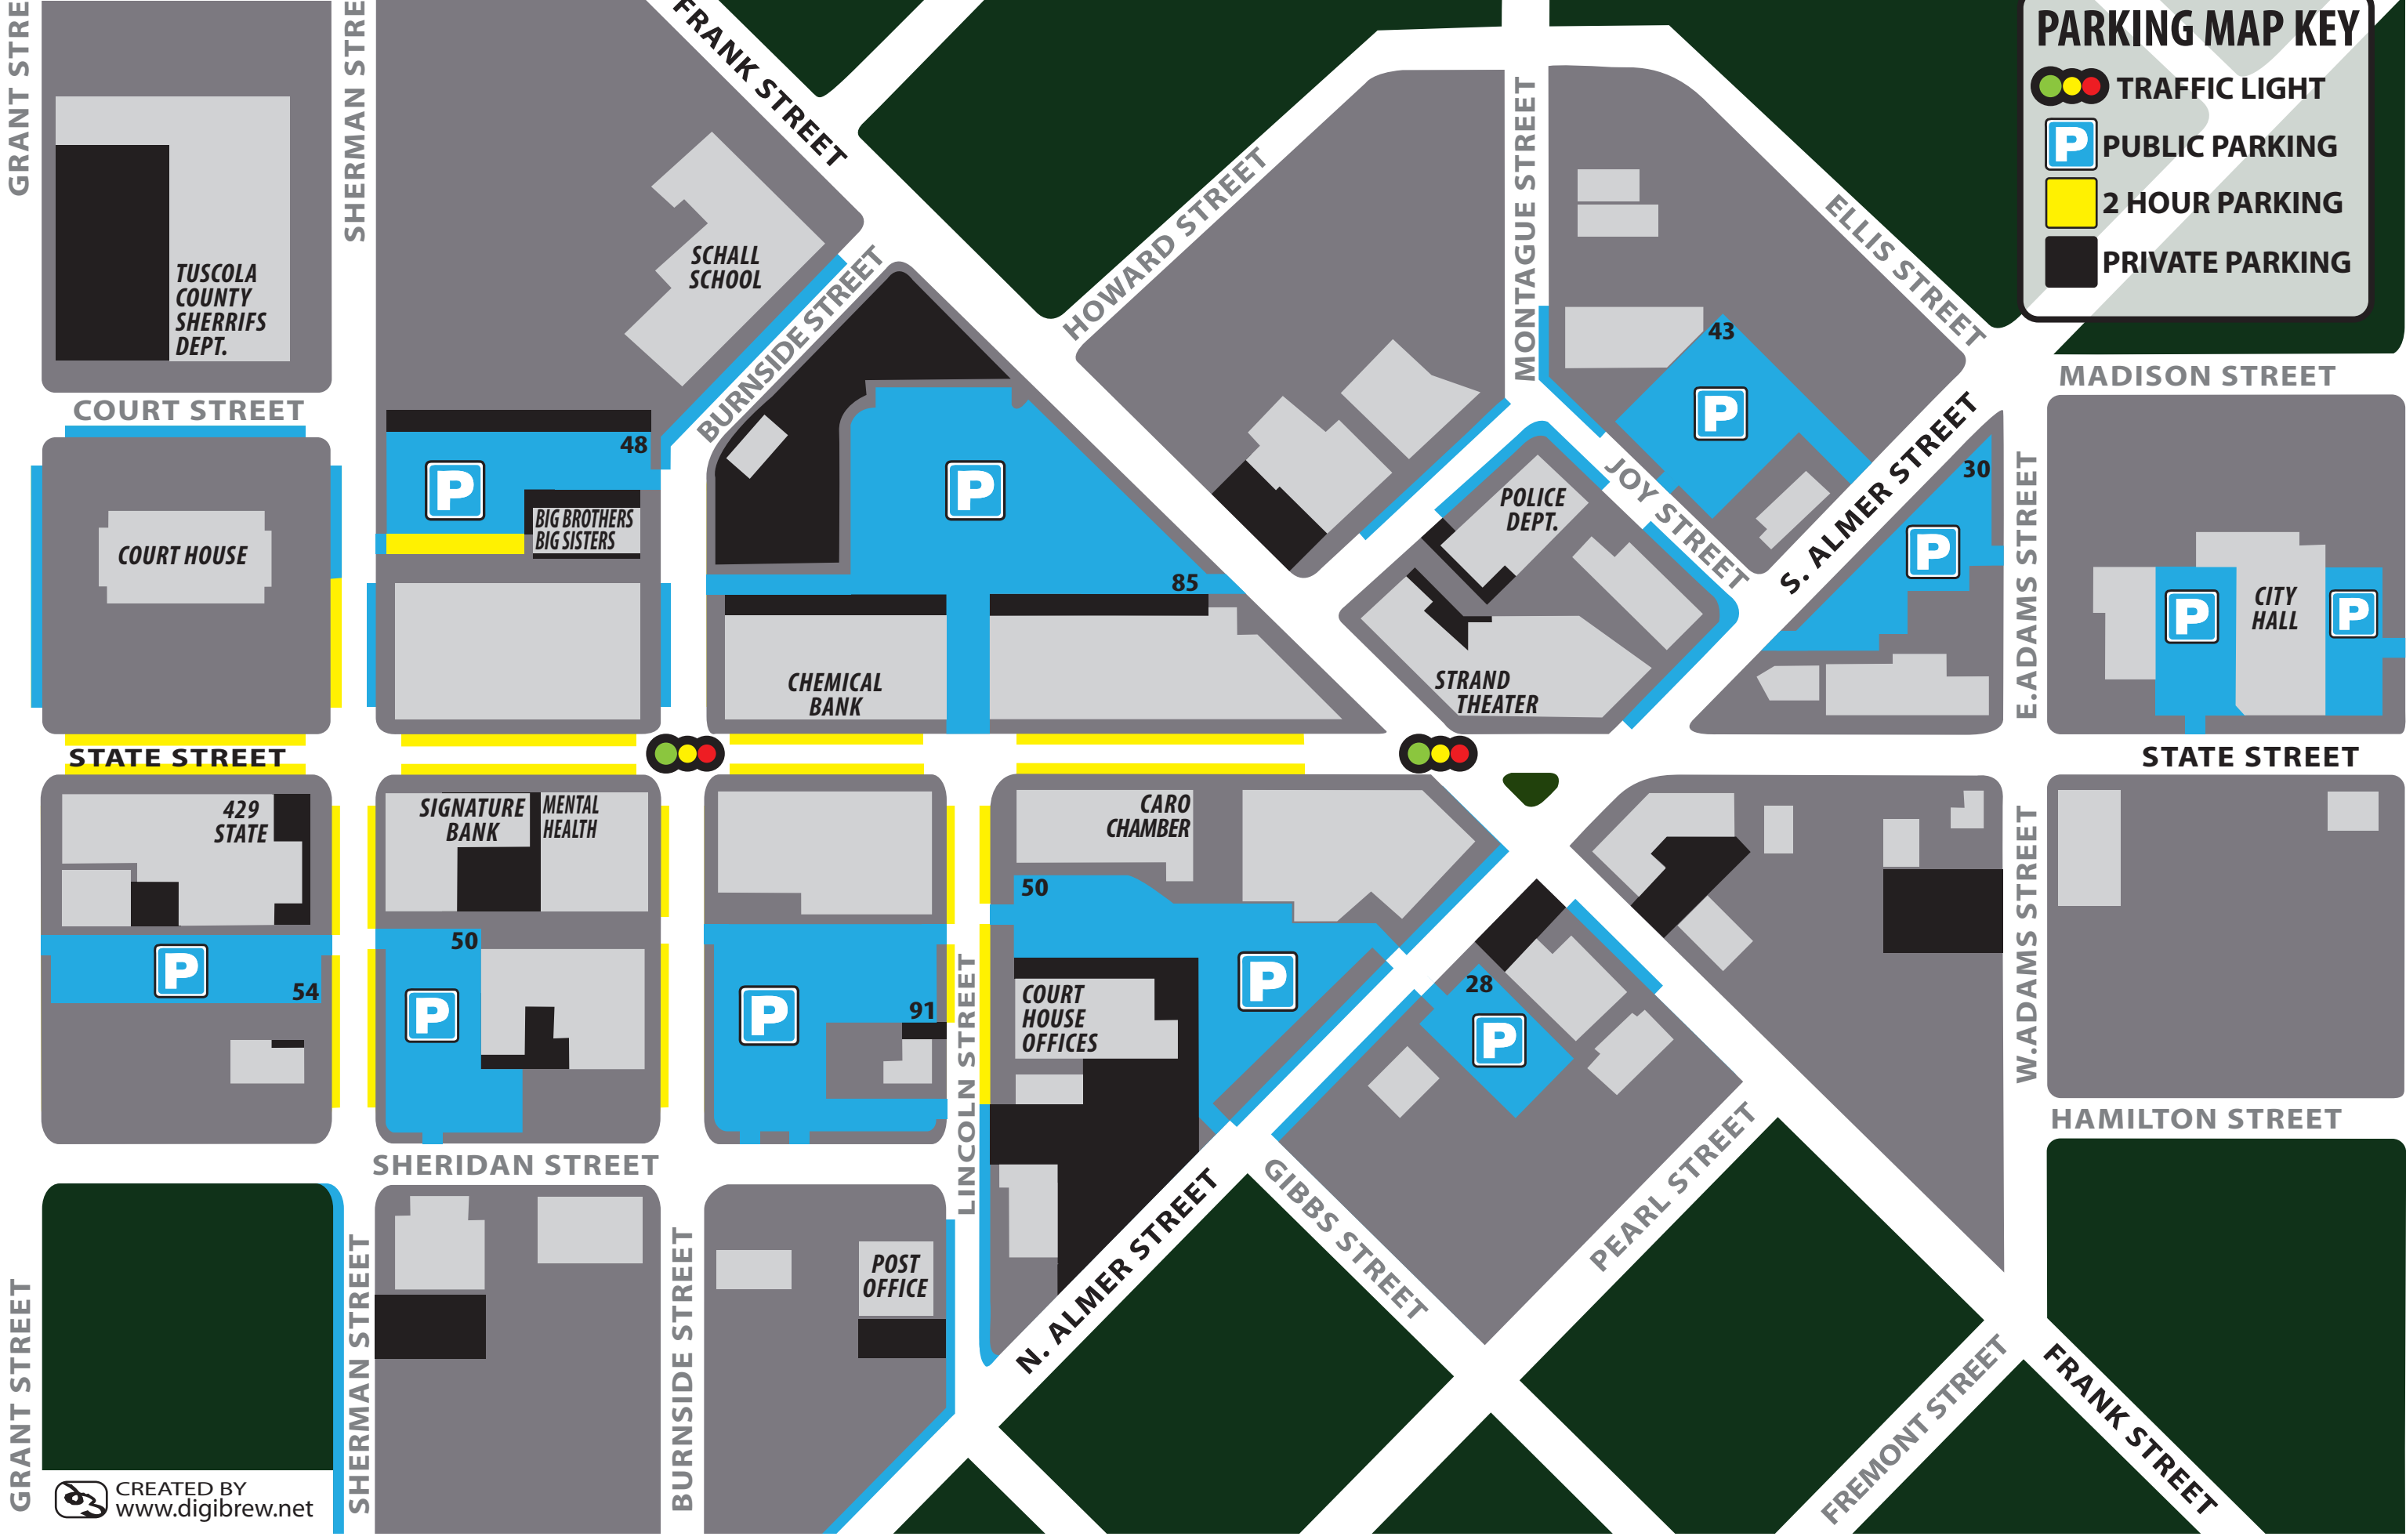 GRANT STRE
SHERMAN STRE
FRANK STREET
PARKING MAP KEY
TRAFFIC LIGHT
P PUBLIC PARKING
2 HOUR PARKING
PRIVATE PARKING
TUSCOLA
COUNTY
SHERRIFS
DEPT.
SCHALL
SCHOOL
BURNSIDE STREET
HOWARD STREET
MONTAGUE STREET
ELLIS STREET
43
P
MADISON STREET
COURT STREET
48
P
P
BIG BROTHERS
BIG SISTERS
COURT HOUSE
85
POLICE
DEPT.
JOY STREET
S. ALMER STREET
30
P
E.ADAMS STREET
P
CITY
HALL
P
CHEMICAL
BANK
STRAND
THEATER
STATE STREET
STATE STREET
429
STATE
SIGNATURE
BANK
MENTAL
HEALTH
CARO
CHAMBER
50
P
54
50
P
P
91
LINCOLN STREET
COURT
HOUSE
OFFICES
P
28
P
W.ADAMS STREET
HAMILTON STREET
SHERIDAN STREET
GIBBS STREET
PEARL STREET
N. ALMER STREET
POST
OFFICE
GRANT STREET
SHERMAN STREET
BURNSIDE STREET
FREMONT STREET
FRANK STREET
CREATED BY
www.digibrew.net